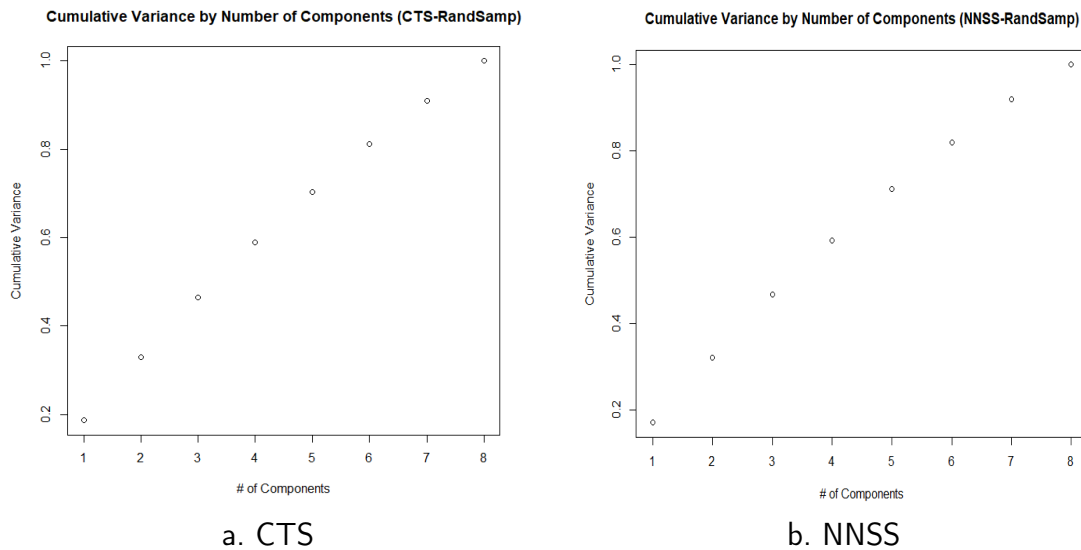 Cumulative Variance by Number of Components (CTS-RandSamp)
Cumulative Variance
1.0
0.8
0.6
0.4
0.2
1 2 3 4 5 6 7 8
# of Components
a. CTS
Cumulative Variance by Number of Components (NNSS-RandSamp)
Cumulative Variance
1.0
0.8
0.6
0.4
0.2
1 2 3 4 5 6 7 8
# of Components
b. NNSS